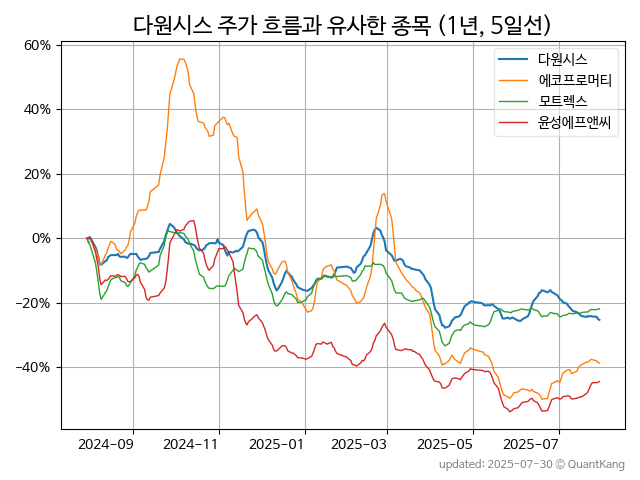 다원시스 주가 흐름과 유사한 종목 (1년, 5일선)
60%
40%
20%
0%
−20%
−40%
다원시스
에코프로머티
모트렉스
윤성에프앤씨
2024-09
2024-11
2025-01
2025-03
2025-05
2025-07
updated: 2025-07-30 © QuantKang